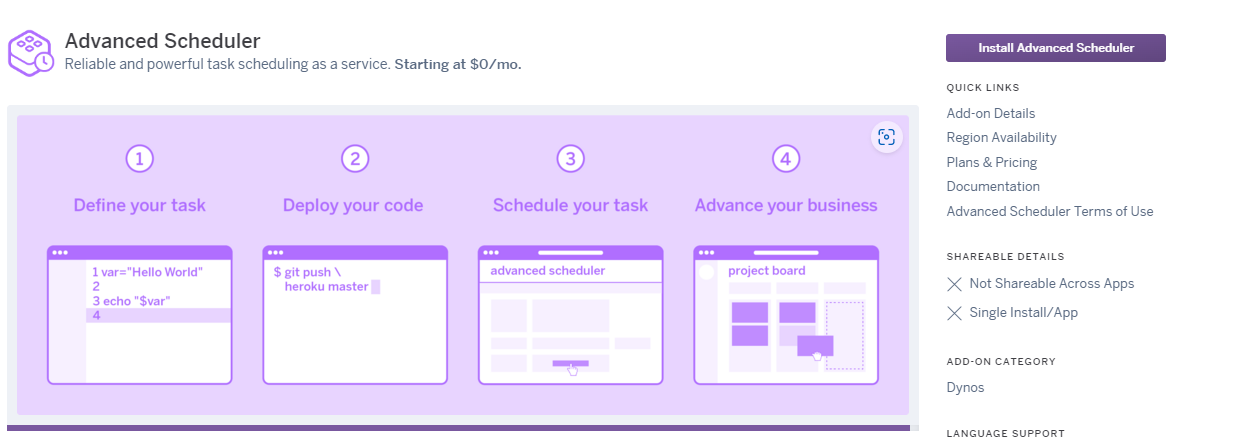 Advanced Scheduler
Reliable and powerful task scheduling as a service. Starting at $0/mo.
1
Define your task
1 var="Hello World"
2
3 echo "$var"
4
2
Deploy your code
$ git push \
heroku master
3
Schedule your task
advanced scheduler
4
Advance your business
project board
Install Advanced Scheduler
QUICK LINKS
Add-on Details
Region Availability
Plans & Pricing
Documentation
Advanced Scheduler Terms of Use
SHAREABLE DETAILS
Not Shareable Across Apps
Single Install/App
ADD-ON CATEGORY
Dynos
LANGUAGE SUPPORT